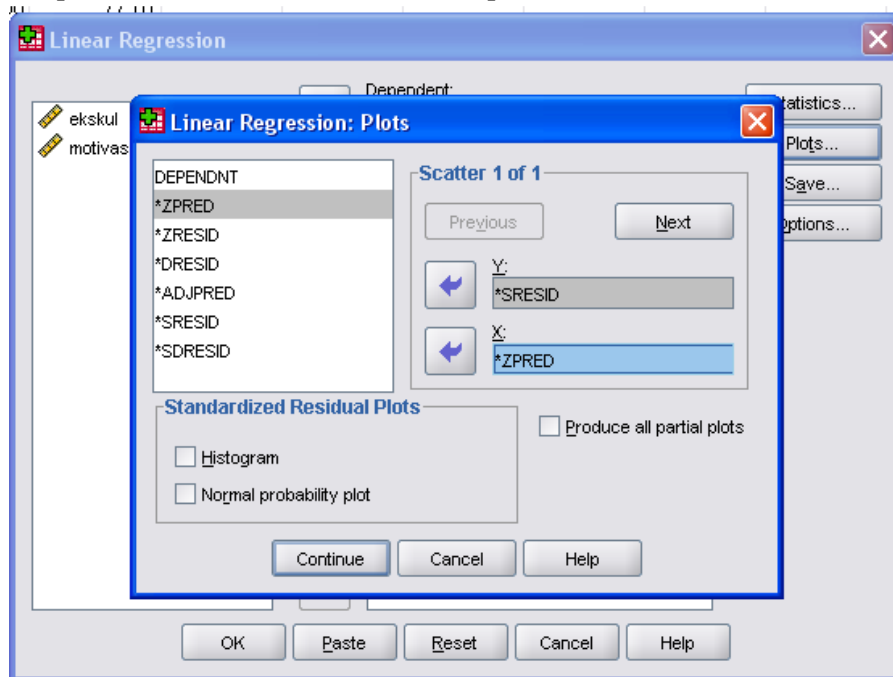 Linear Regression
Dependent:
ekskul
motivas
Plots...
Save...
Linear Regression: Plots
DEPENDNT
*ZPRED
*ZRESID
*DRESID
*ADJPRED
*SRESID
*SDRESID
Scatter 1 of 1
Previous
Next
Y:
*SRESID
X:
*ZPRED
Standardized Residual Plots
Histogram
Normal probability plot
Produce all partial plots
Continue
Cancel
Help
OK
Paste
Reset
Cancel
Help